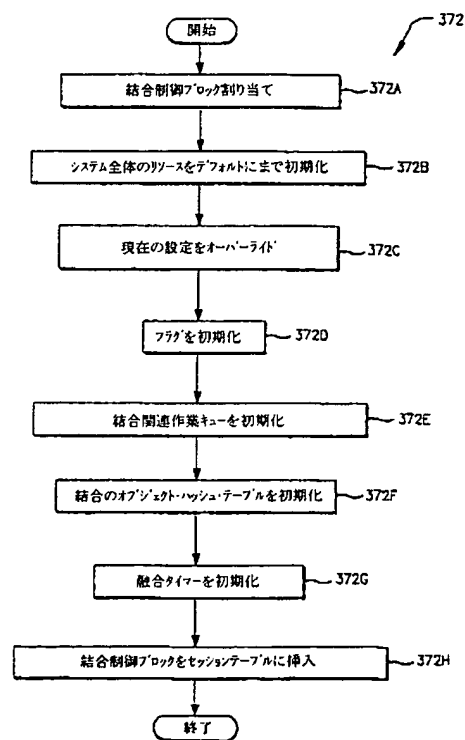 372
開始
結合制御ブロック割り当て
372A
システム全体のリソースをデフォルトにまで初期化
372B
現在の設定をオーバーライド
372C
フラグを初期化
372D
結合関連作業キューを初期化
372E
結合のオブジェクト・ハッシュ・テーブルを初期化
372F
融合タイマーを初期化
372G
結合制御ブロックをセッションテーブルに挿入
372H
終了